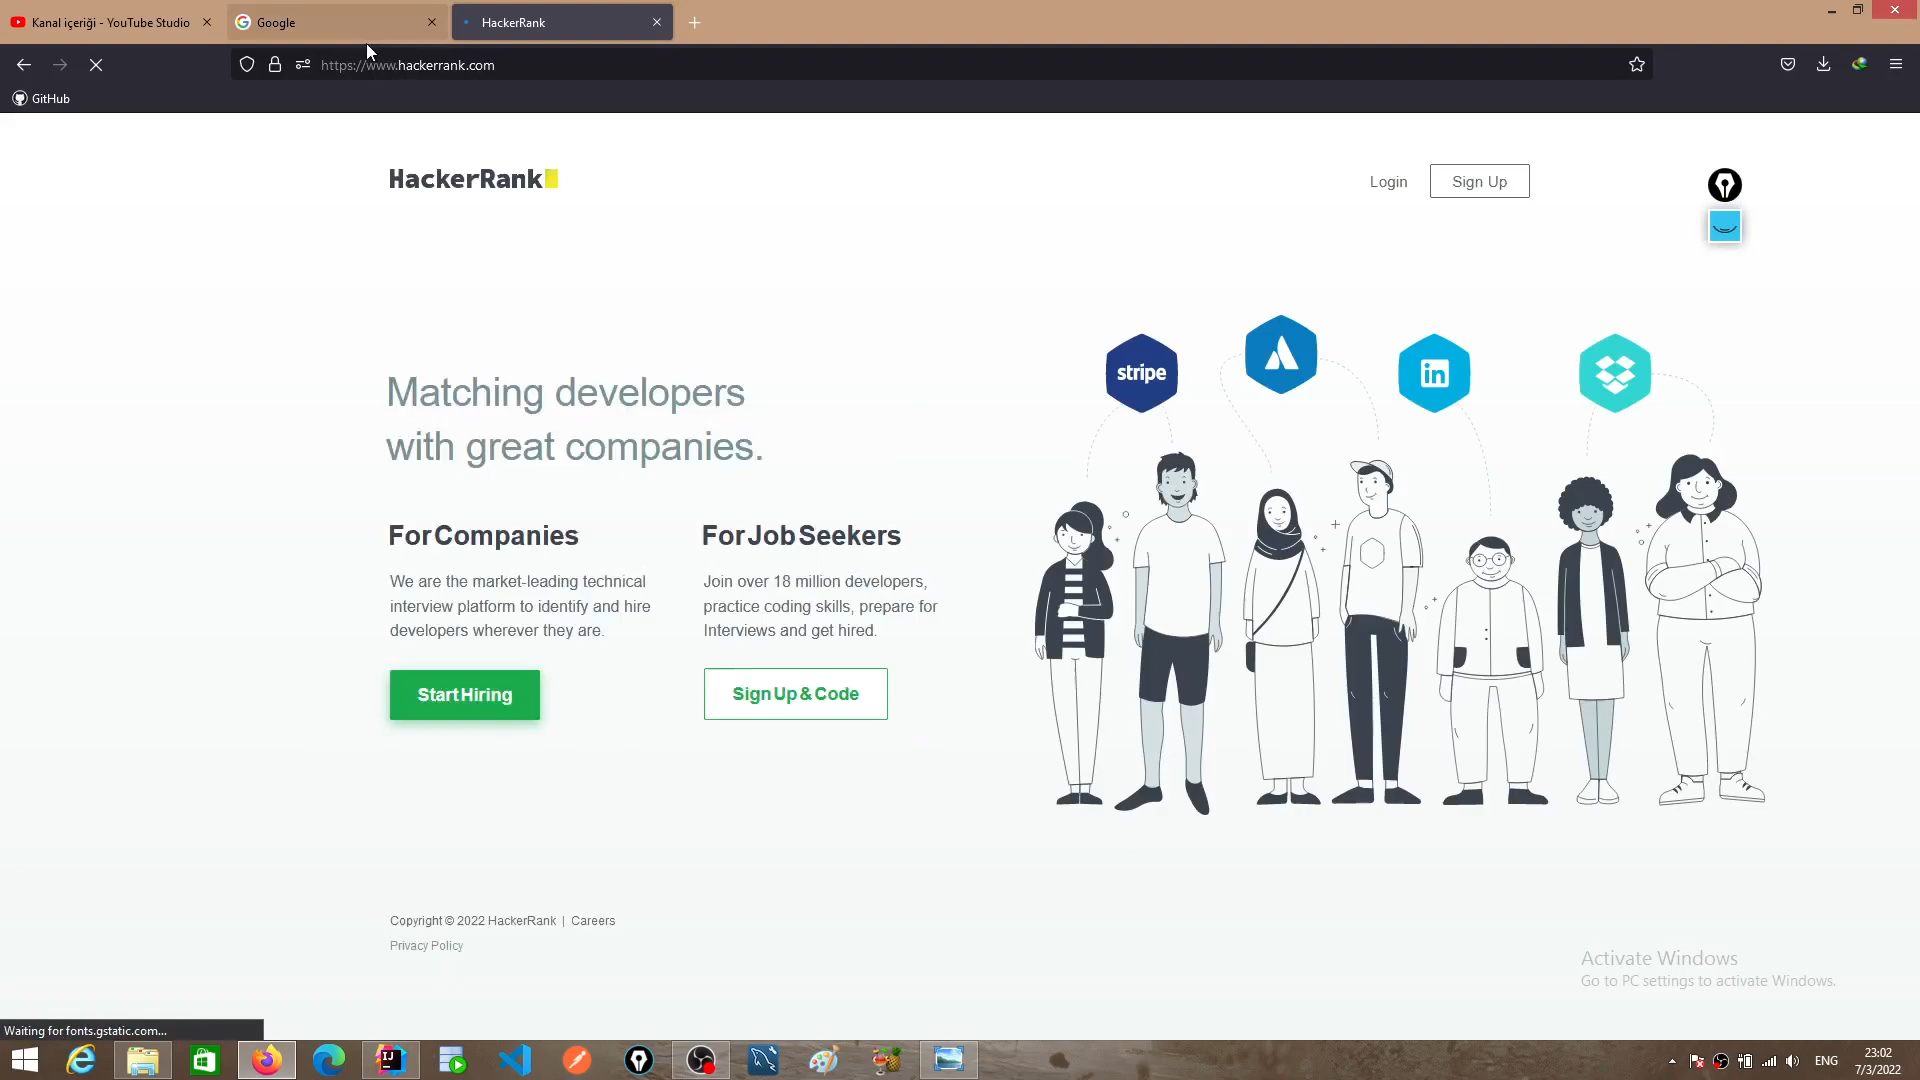 Kanal içeriği - YouTube Studio
Google
HackerRank
https://www.hackerrank.com
GitHub
HackerRank
Login
Sign Up
stripe
in
Matching developers
with great companies.
For Companies
For Job Seekers
We are the market-leading technical
interview platform to identify and hire
developers wherever they are.
Join over 18 million developers,
practice coding skills, prepare for
Interviews and get hired.
Start Hiring
Sign Up & Code
Copyright © 2022 HackerRank | Careers
Privacy Policy
Activate Windows
Go to PC settings to activate Windows.
Waiting for fonts.gstatic.com...
IJ
ENG
23:02
7/3/2022